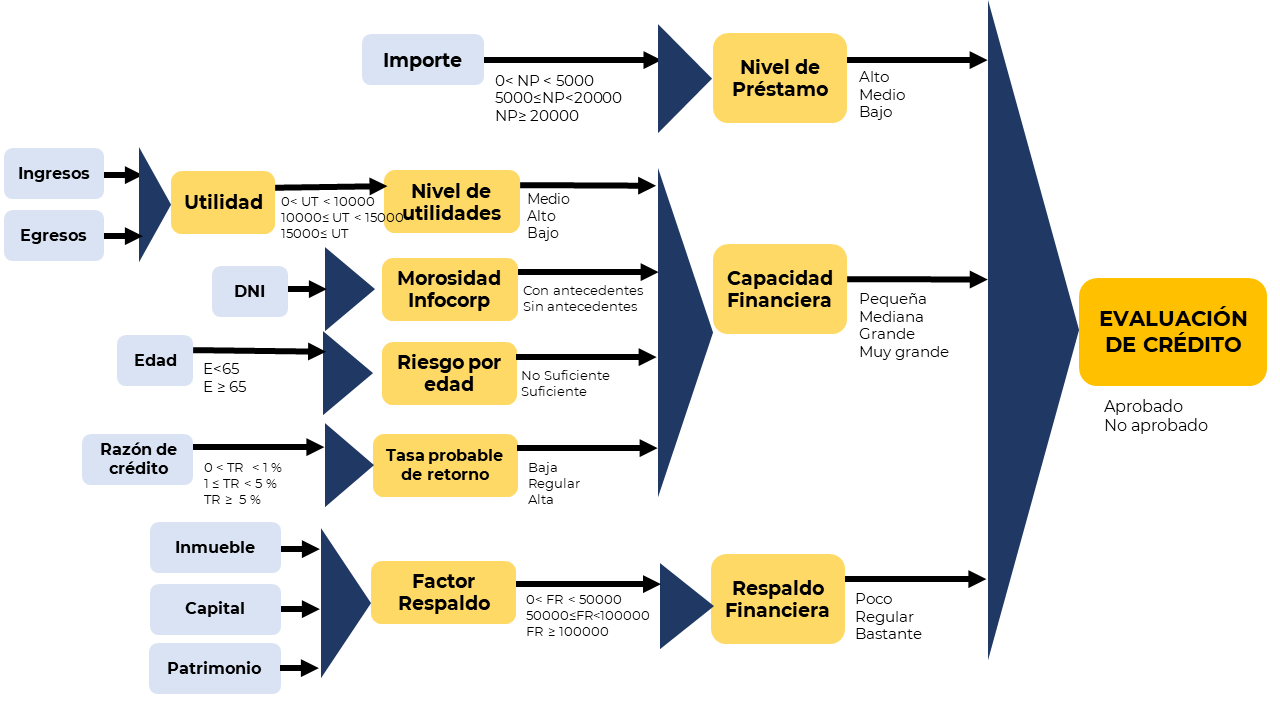 Importe
0< NP < 5000
5000≤NP<20000
NP≥ 20000
Nivel de
Préstamo
Alto
Medio
Bajo
Ingresos
Egresos
Utilidad
0< UT < 10000
10000≤ UT < 15000
15000≤ UT
Nivel de
utilidades
Medio
Alto
Bajo
DNI
Morosidad
Infocorp
Con antecedentes
Sin antecedentes
Edad
E<65
E ≥ 65
Riesgo por
edad
No Suficiente
Suficiente
Razón de
crédito
0 < TR < 1 %
1 ≤ TR < 5 %
TR ≥ 5 %
Tasa probable
de retorno
Baja
Regular
Alta
Capacidad
Financiera
Pequeña
Mediana
Grande
Muy grande
Inmueble
Capital
Patrimonio
Factor
Respaldo
0< FR < 50000
50000≤FR<100000
FR ≥ 100000
Respaldo
Financiera
Poco
Regular
Bastante
EVALUACIÓN
DE CRÉDITO
Aprobado
No aprobado